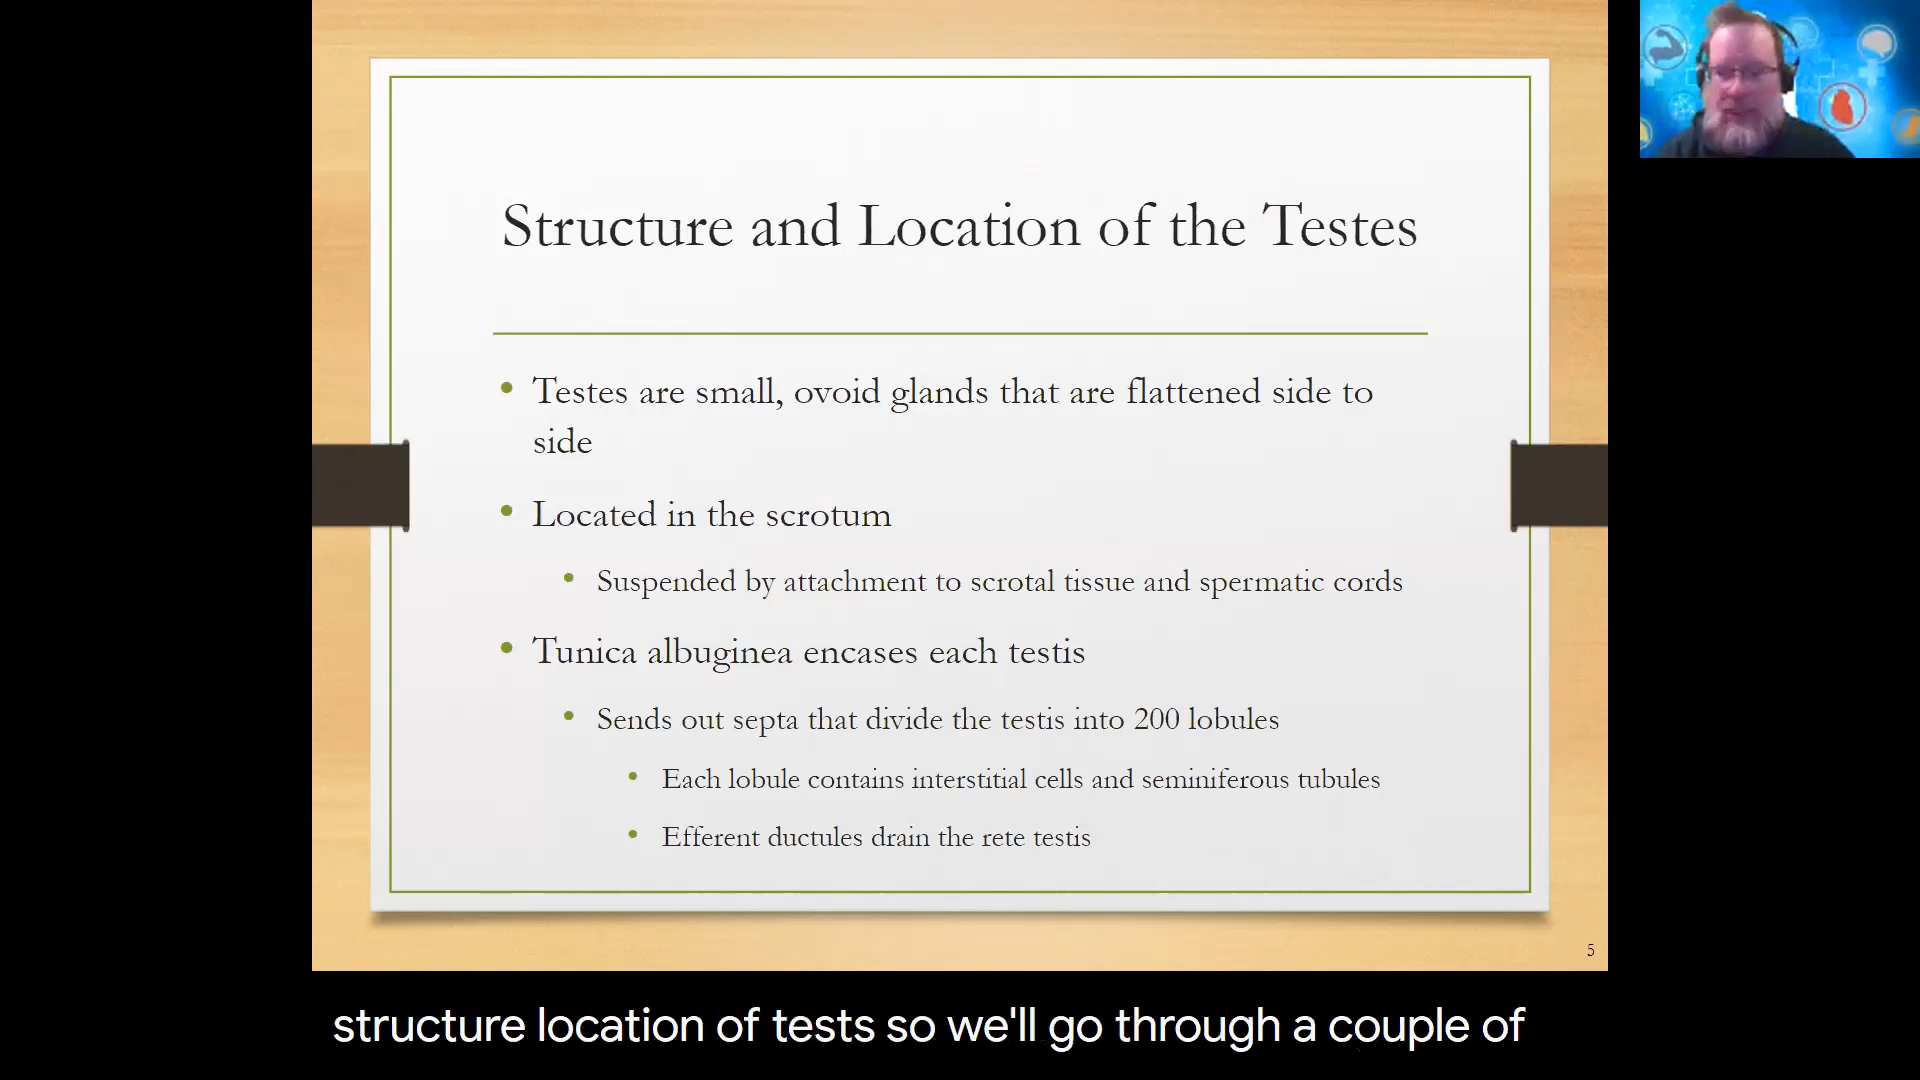 Structure and Location of the Testes
• Testes are small, ovoid glands that are flattened side to
side
• Located in the scrotum
• Suspended by attachment to scrotal tissue and spermatic cords
• Tunica albuginea encases each testis
• Sends out septa that divide the testis into 200 lobules
• Each lobule contains interstitial cells and seminiferous tubules
• Efferent ductules drain the rete testis
5
structure location of tests so we'll go through a couple of